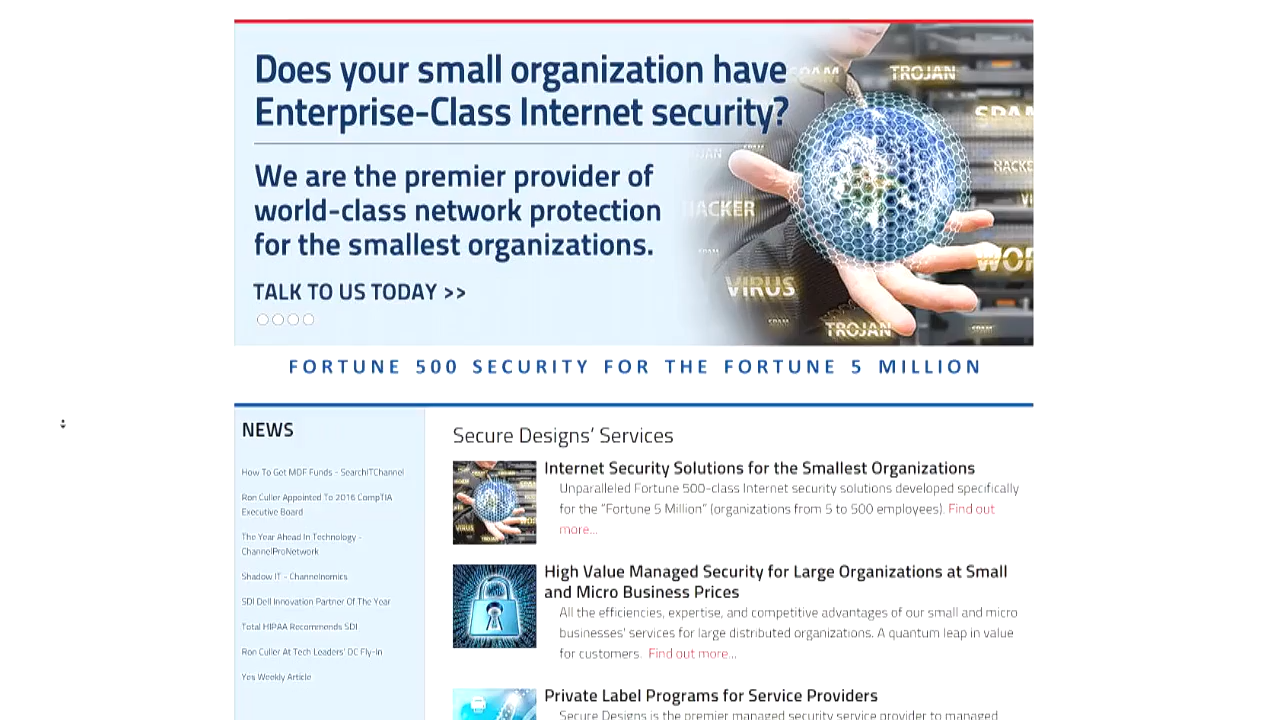 Does your small organization have
Enterprise-Class Internet security?
We are the premier provider of
world-class network protection
for the smallest organizations.
TALK TO US TODAY >>
SPAM
TROJAN
SPAM
HACKER
HACKER
VIRUS
TROJAN
FORTUNE 500 SECURITY FOR THE FORTUNE 5 MILLION
NEWS
How To Get MDF Funds - SearchITChannel
Ron Culler Appointed To 2016 CompTIA
Executive Board
The Year Ahead In Technology -
ChannelProNetwork
Shadow IT - Channelnomics
SDI Dell Innovation Partner Of The Year
Total HIPAA Recommends SDI
Ron Culler At Tech Leaders' DC Fly-In
Yes Weekly Article
Secure Designs' Services
Internet Security Solutions for the Smallest Organizations
Unparalleled Fortune 500-class Internet security solutions developed specifically
for the "Fortune 5 Million" (organizations from 5 to 500 employees). Find out
more...
High Value Managed Security for Large Organizations at Small
and Micro Business Prices
All the efficiencies, expertise, and competitive advantages of our small and micro
businesses' services for large distributed organizations. A quantum leap in value
for customers. Find out more...
Private Label Programs for Service Providers
Secure Designs is the premier managed security service provider to managed